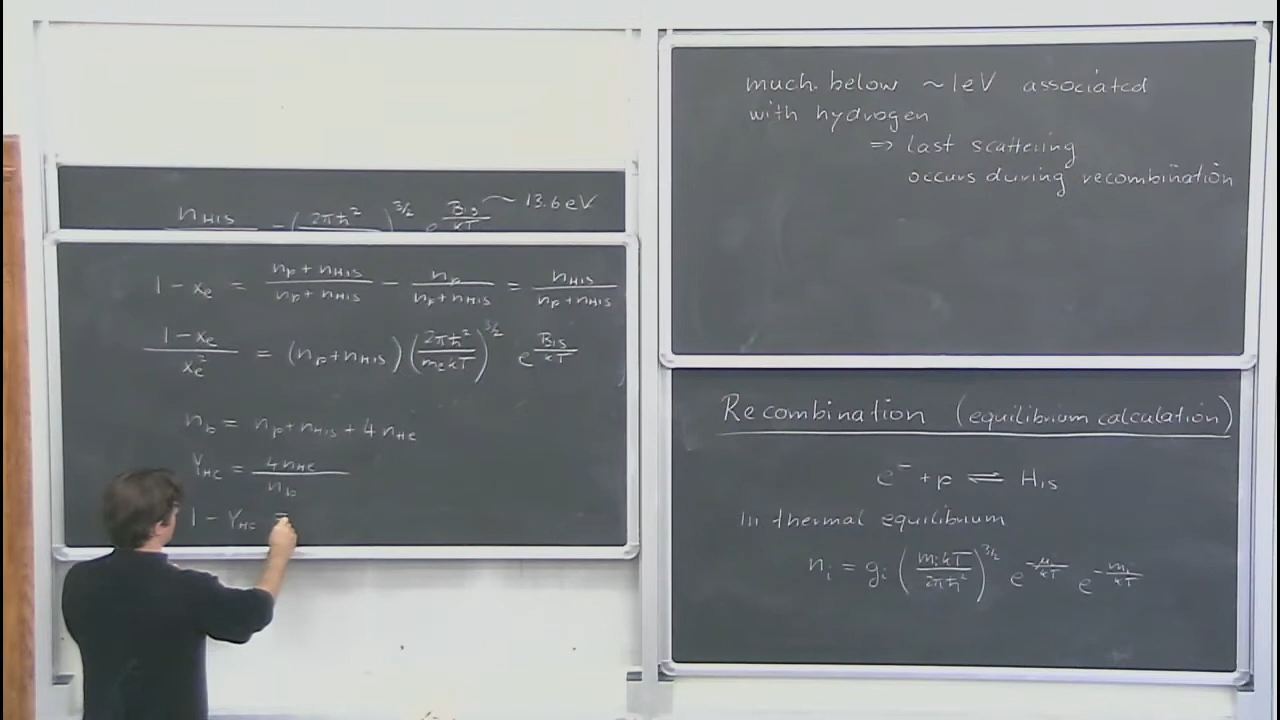 n_H1s / = (2πħ² / )^3/2 e^(B_1s/kT) ~ 13.6eV
1 - x_e = (n_p + n_H1s)/(n_p + n_H1s) - n_p/(n_p + n_H1s) = n_H1s/(n_p + n_H1s)
(1 - x_e)/x_e² = (n_p + n_H1s) (2πħ²/m_e kT)^3/2 e^(B_1s/kT)
n_b = n_p + n_H1s + 4 n_He
Y_He = 4 n_He / n_b
1 - Y_He =
much below ~1eV associated
with hydrogen
⇒ last scattering
occurs during recombination
Recombination (equilibrium calculation)
e⁻ + p ⇌ H_1s
in thermal equilibrium
n_i = g_i (m_i kT / 2πħ²)^3/2 e^(-μ_i/kT) e^(-m_i/kT)